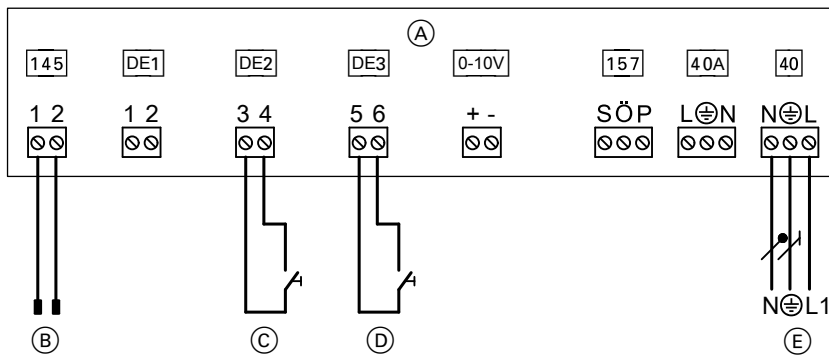 A
145 DE1 DE2 DE3 0-10V 157 40A 40
1 2 1 2 3 4 5 6 + - S Ö P L⏚N N⏚L
N⏚L1
B C D E